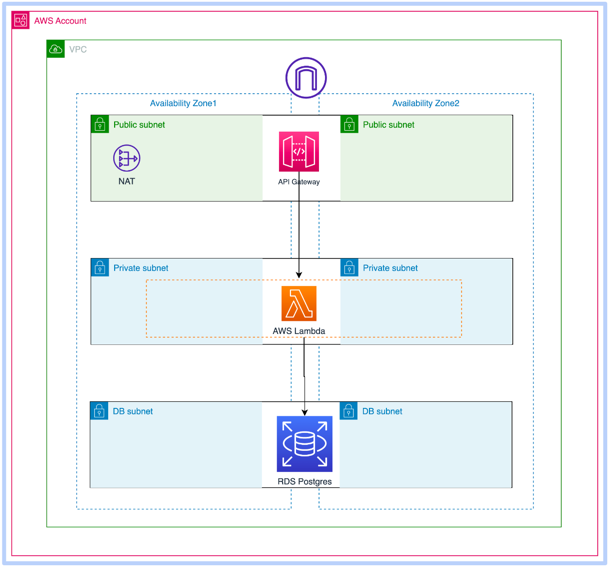 AWS Account
VPC
Availability Zone1
Availability Zone2
Public subnet
Public subnet
NAT
API Gateway
Private subnet
Private subnet
AWS Lambda
DB subnet
DB subnet
RDS Postgres